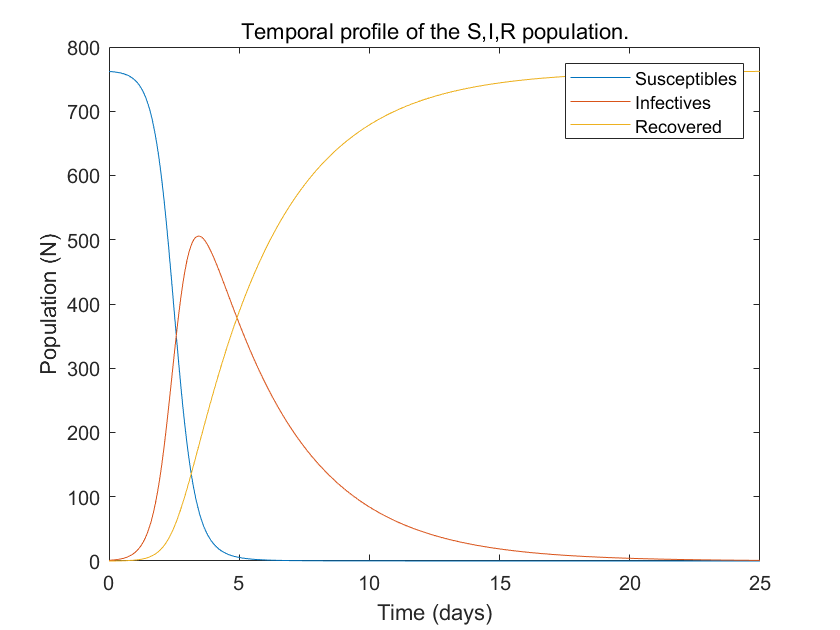 Temporal profile of the S,I,R population.
800
700
600
500
400
300
200
100
0
Population (N)
Susceptibles
Infectives
Recovered
0 5 10 15 20 25
Time (days)